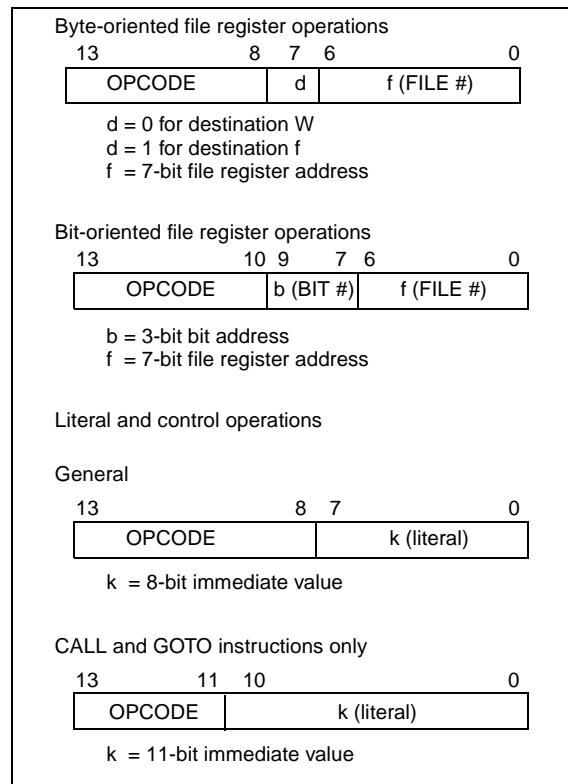 Byte-oriented file register operations
13 8 7 6 0
OPCODE d f (FILE #)
d = 0 for destination W
d = 1 for destination f
f = 7-bit file register address
Bit-oriented file register operations
13 10 9 7 6 0
OPCODE b (BIT #) f (FILE #)
b = 3-bit bit address
f = 7-bit file register address
Literal and control operations
General
13 8 7 0
OPCODE k (literal)
k = 8-bit immediate value
CALL and GOTO instructions only
13 11 10 0
OPCODE k (literal)
k = 11-bit immediate value